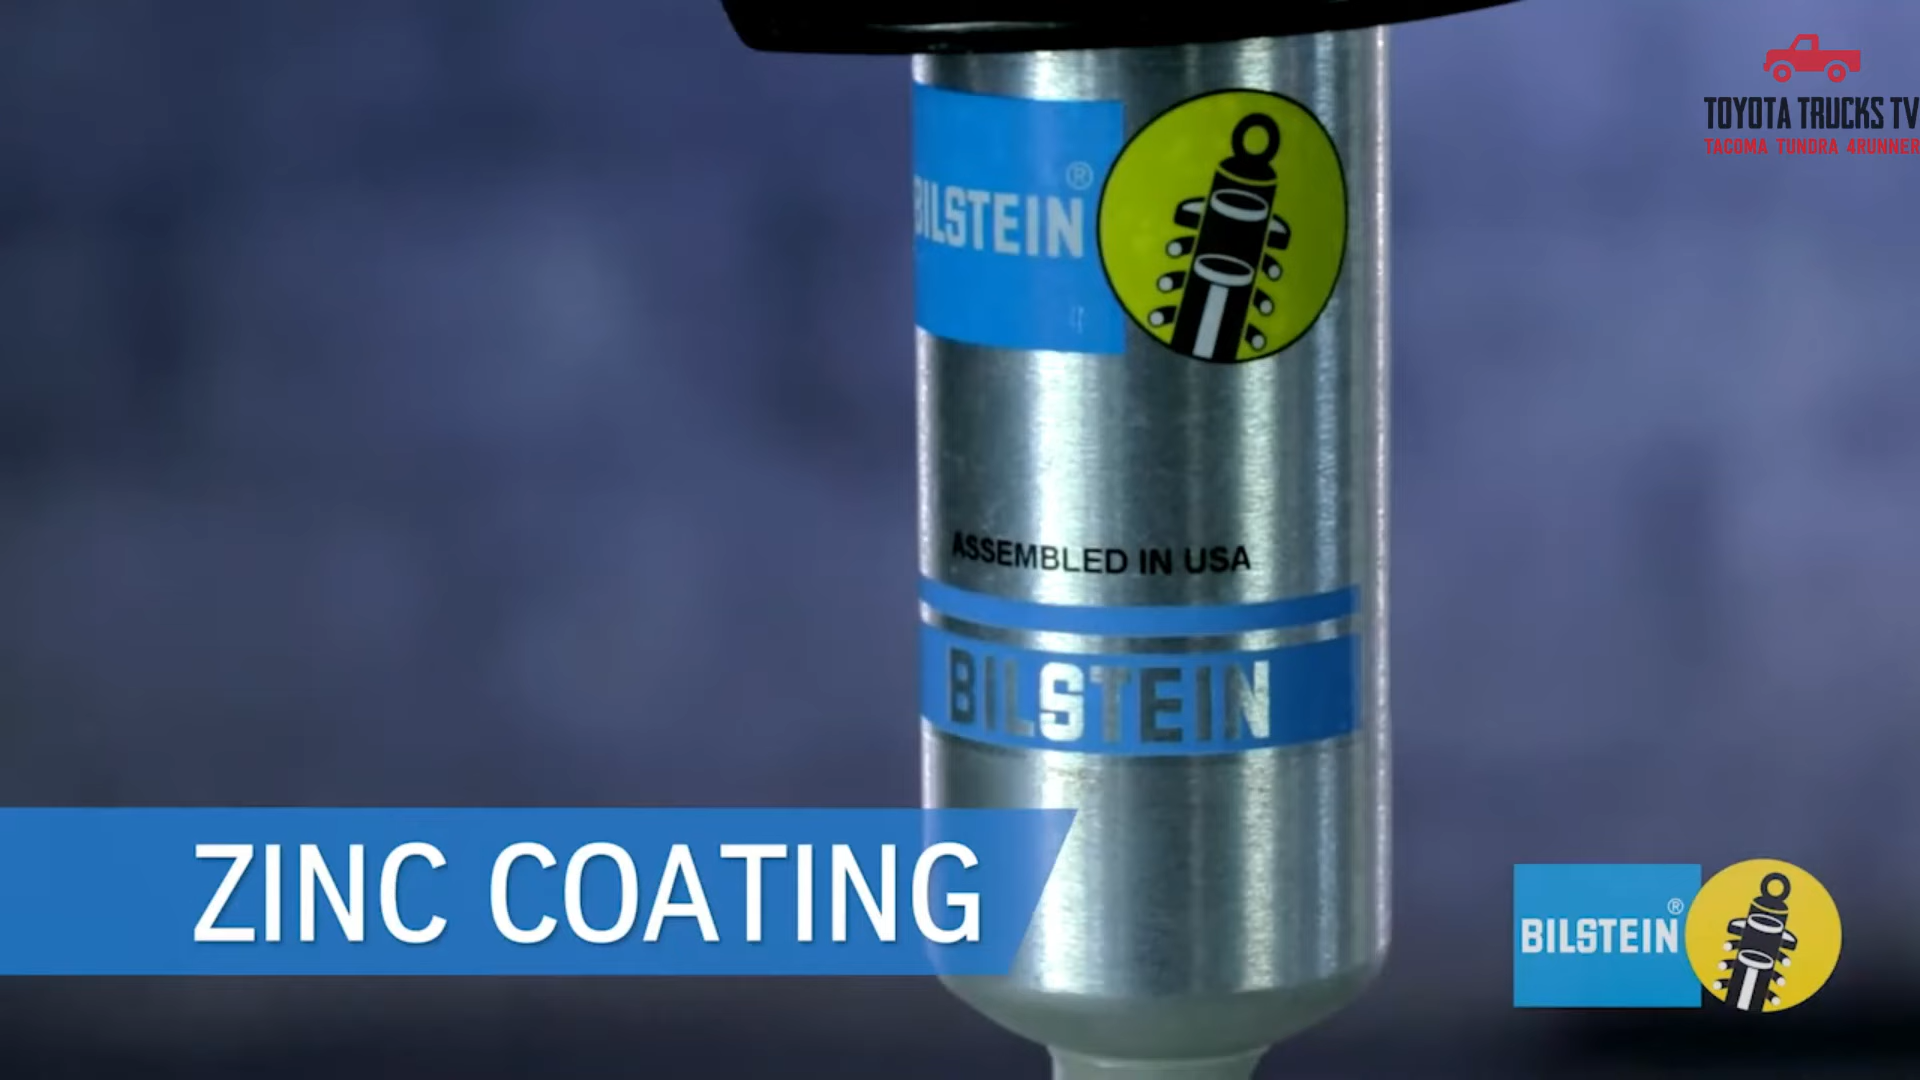 TOYOTA TRUCKS TV
TACOMA TUNDRA 4RUNNER
BILSTEIN®
ASSEMBLED IN USA
BILSTEIN
ZINC COATING
BILSTEIN®